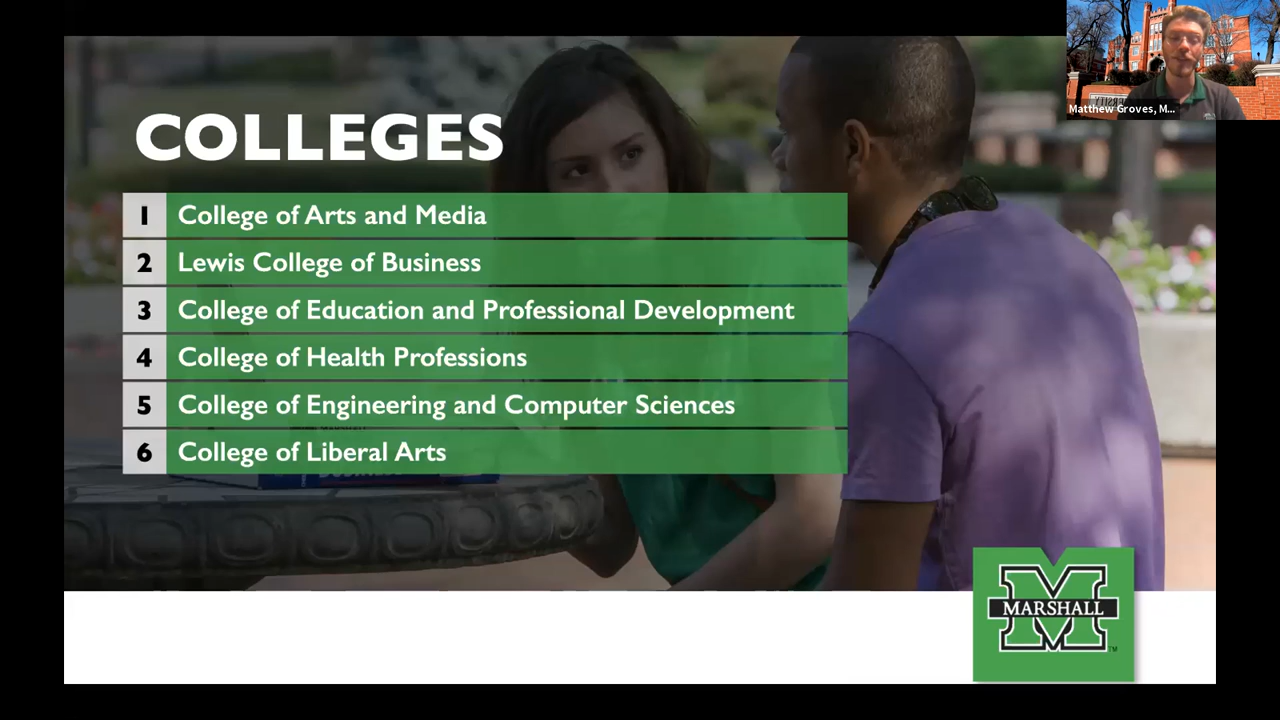 COLLEGES
1 College of Arts and Media
2 Lewis College of Business
3 College of Education and Professional Development
4 College of Health Professions
5 College of Engineering and Computer Sciences
6 College of Liberal Arts
Matthew Groves, M...
MARSHALL
TM